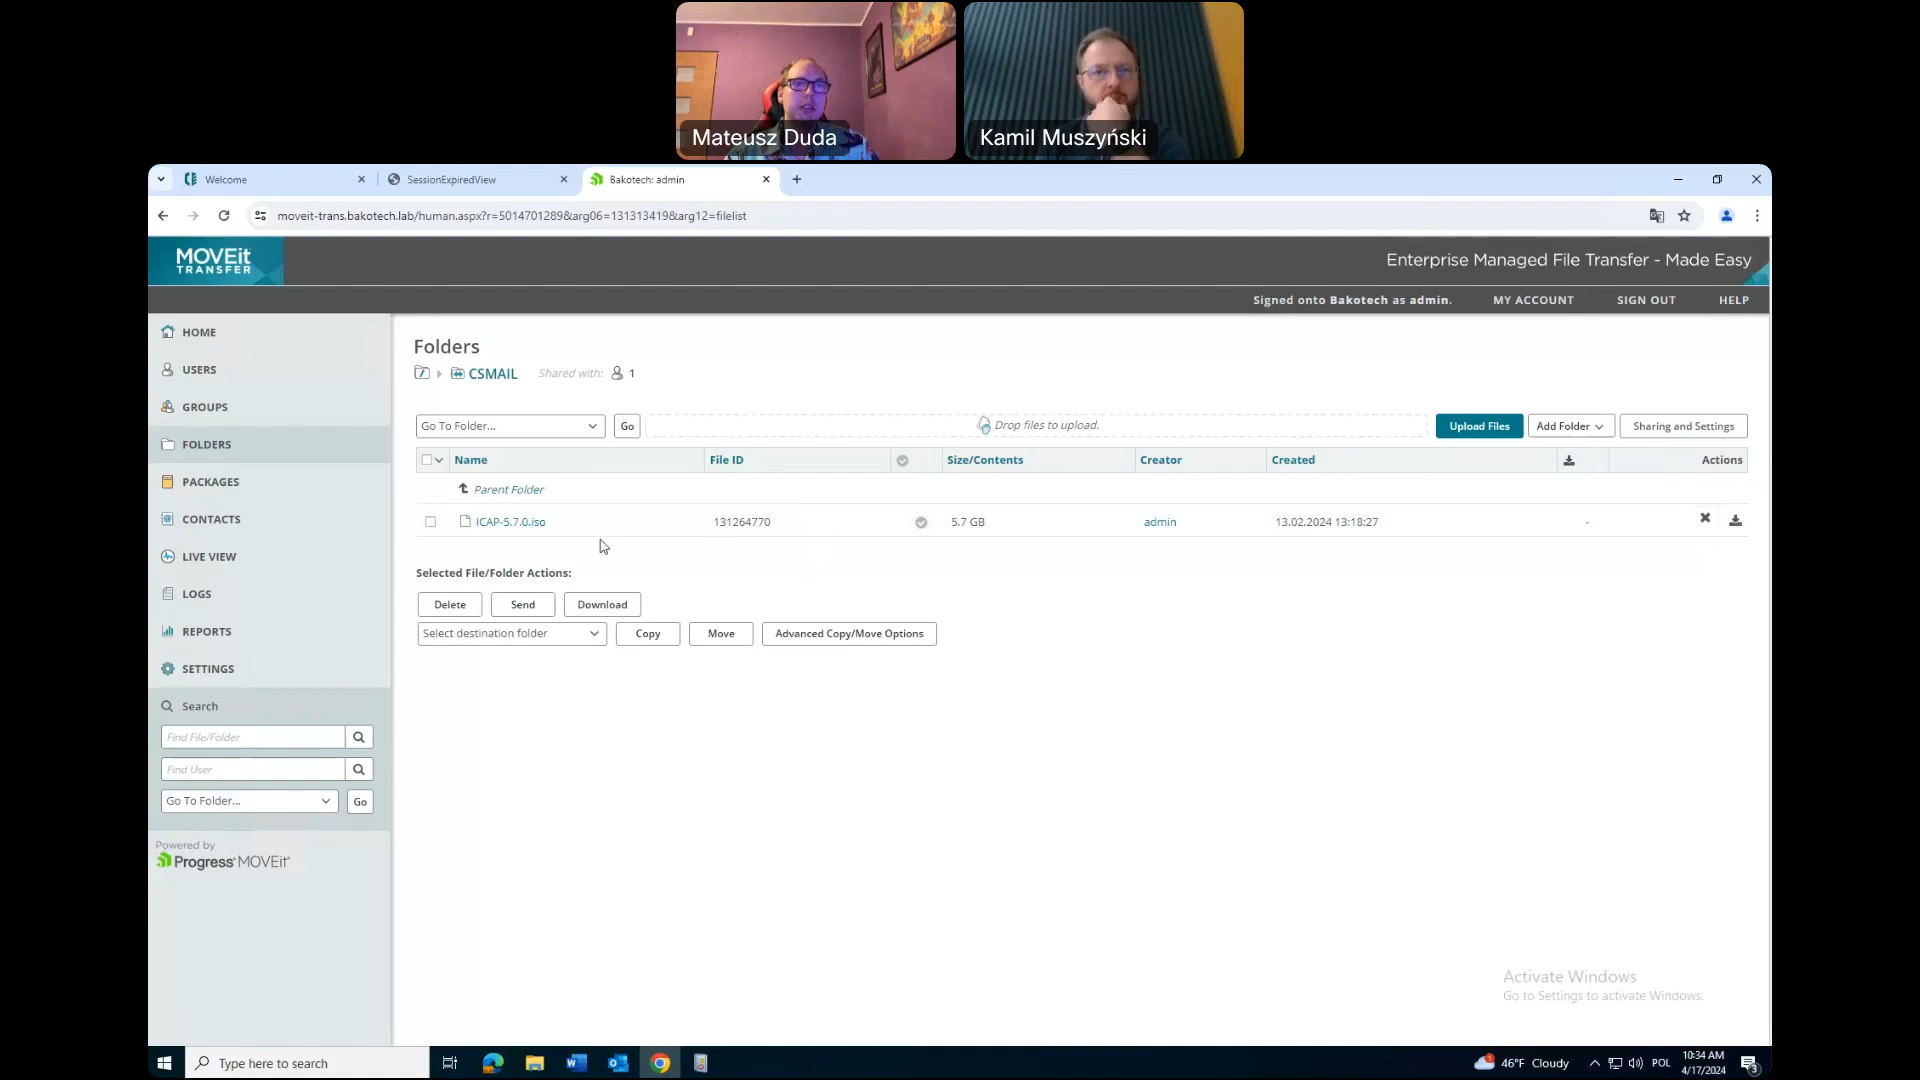 Mateusz Duda
Kamil Muszyński
Welcome
SessionExpiredView
Bakotech: admin
moveit-trans.bakotech.lab/human.aspx?r=5014701289&arg06=131313419&arg12=filelist
MOVEit
TRANSFER
Enterprise Managed File Transfer - Made Easy
Signed onto Bakotech as admin. MY ACCOUNT SIGN OUT HELP
HOME
USERS
GROUPS
FOLDERS
PACKAGES
CONTACTS
LIVE VIEW
LOGS
REPORTS
SETTINGS
Search
Find File/Folder
Find User
Go To Folder... Go
Powered by
Progress MOVEit
Folders
CSMAIL Shared with: 1
Go To Folder... Go Drop files to upload. Upload Files Add Folder Sharing and Settings
Name File ID Size/Contents Creator Created Actions
Parent Folder
ICAP-5.7.0.iso 131264770 5.7 GB admin 13.02.2024 13:18:27 -
Selected File/Folder Actions:
Delete Send Download
Select destination folder Copy Move Advanced Copy/Move Options
Activate Windows
Go to Settings to activate Windows.
Type here to search
46°F Cloudy
POL
10:34 AM
4/17/2024
3